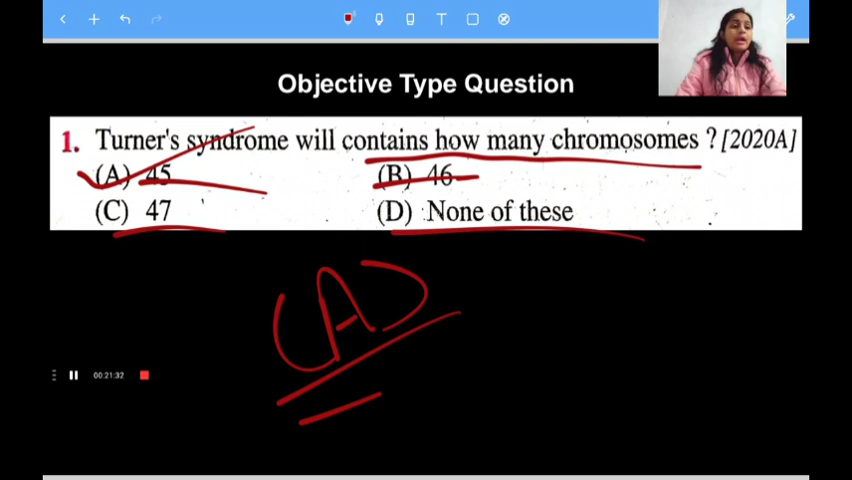 T
Objective Type Question
1. Turner's syndrome will contains how many chromosomes ? [2020A]
(A) 45 (B) 46
(C) 47 (D) None of these
(A)
00:21:32